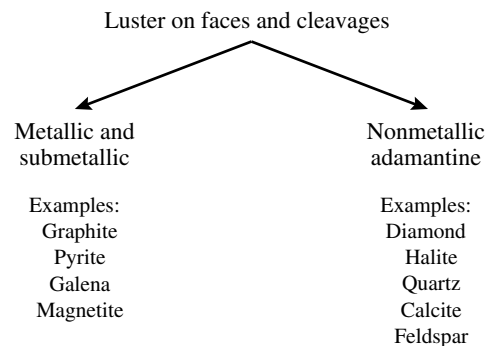 Luster on faces and cleavages
Metallic and
submetallic
Examples:
Graphite
Pyrite
Galena
Magnetite
Nonmetallic
adamantine
Examples:
Diamond
Halite
Quartz
Calcite
Feldspar